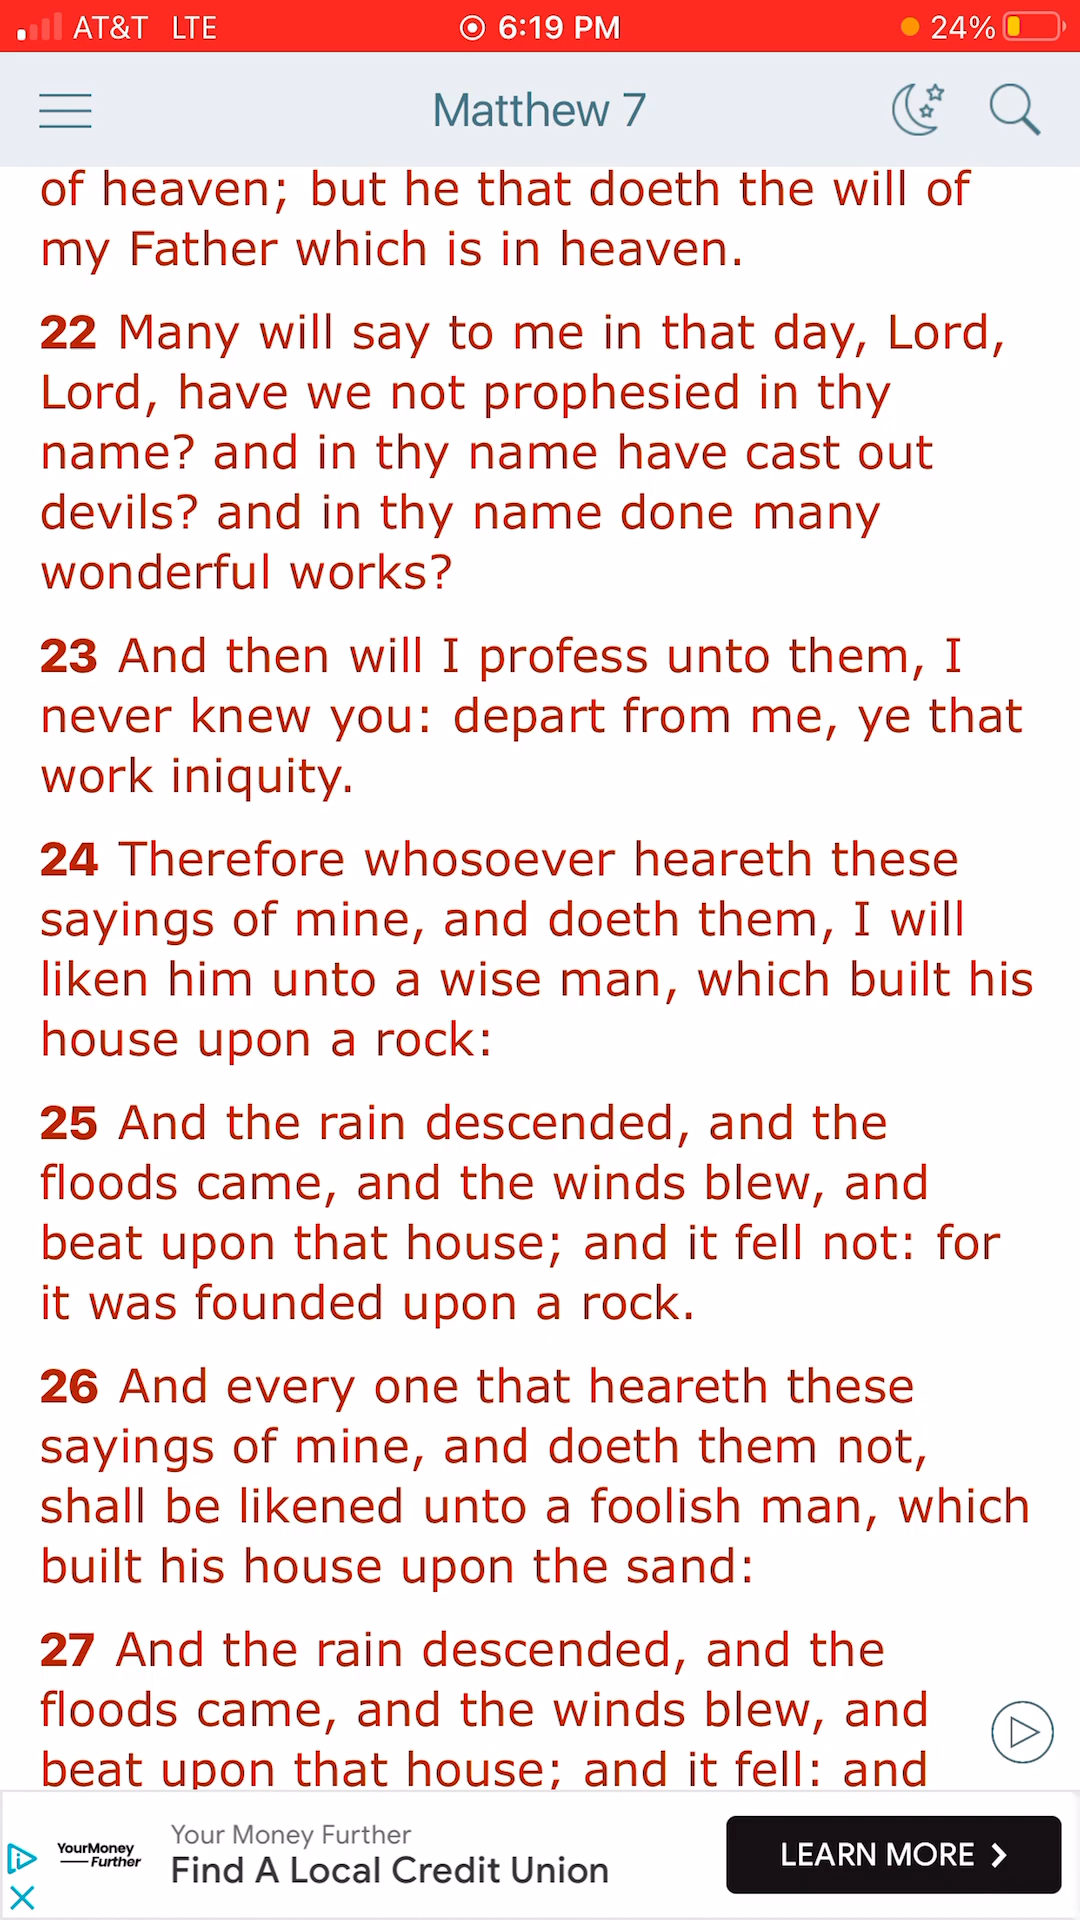 AT&T LTE 6:19 PM 24%
Matthew 7
of heaven; but he that doeth the will of
my Father which is in heaven.
22 Many will say to me in that day, Lord,
Lord, have we not prophesied in thy
name? and in thy name have cast out
devils? and in thy name done many
wonderful works?
23 And then will I profess unto them, I
never knew you: depart from me, ye that
work iniquity.
24 Therefore whosoever heareth these
sayings of mine, and doeth them, I will
liken him unto a wise man, which built his
house upon a rock:
25 And the rain descended, and the
floods came, and the winds blew, and
beat upon that house; and it fell not: for
it was founded upon a rock.
26 And every one that heareth these
sayings of mine, and doeth them not,
shall be likened unto a foolish man, which
built his house upon the sand:
27 And the rain descended, and the
floods came, and the winds blew, and
beat upon that house; and it fell: and
YourMoney
Further
Your Money Further
Find A Local Credit Union
LEARN MORE